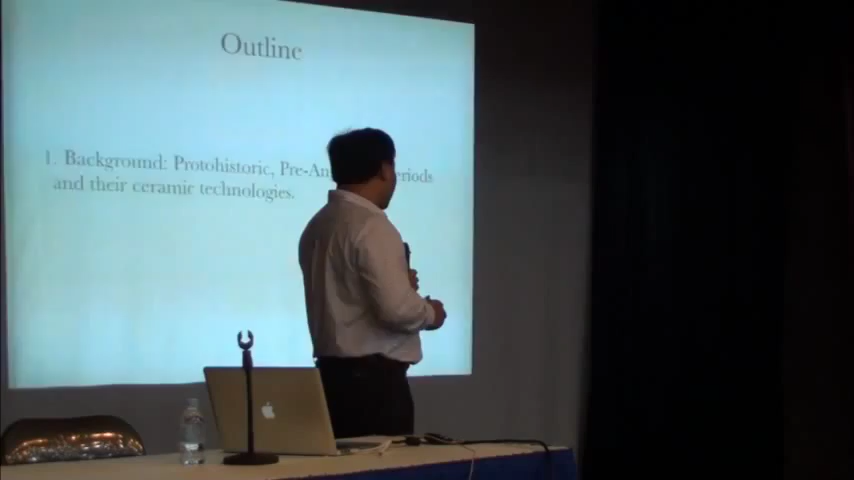 Outline
1. Background: Protohistoric, Pre-An eriods
and their ceramic technologies.